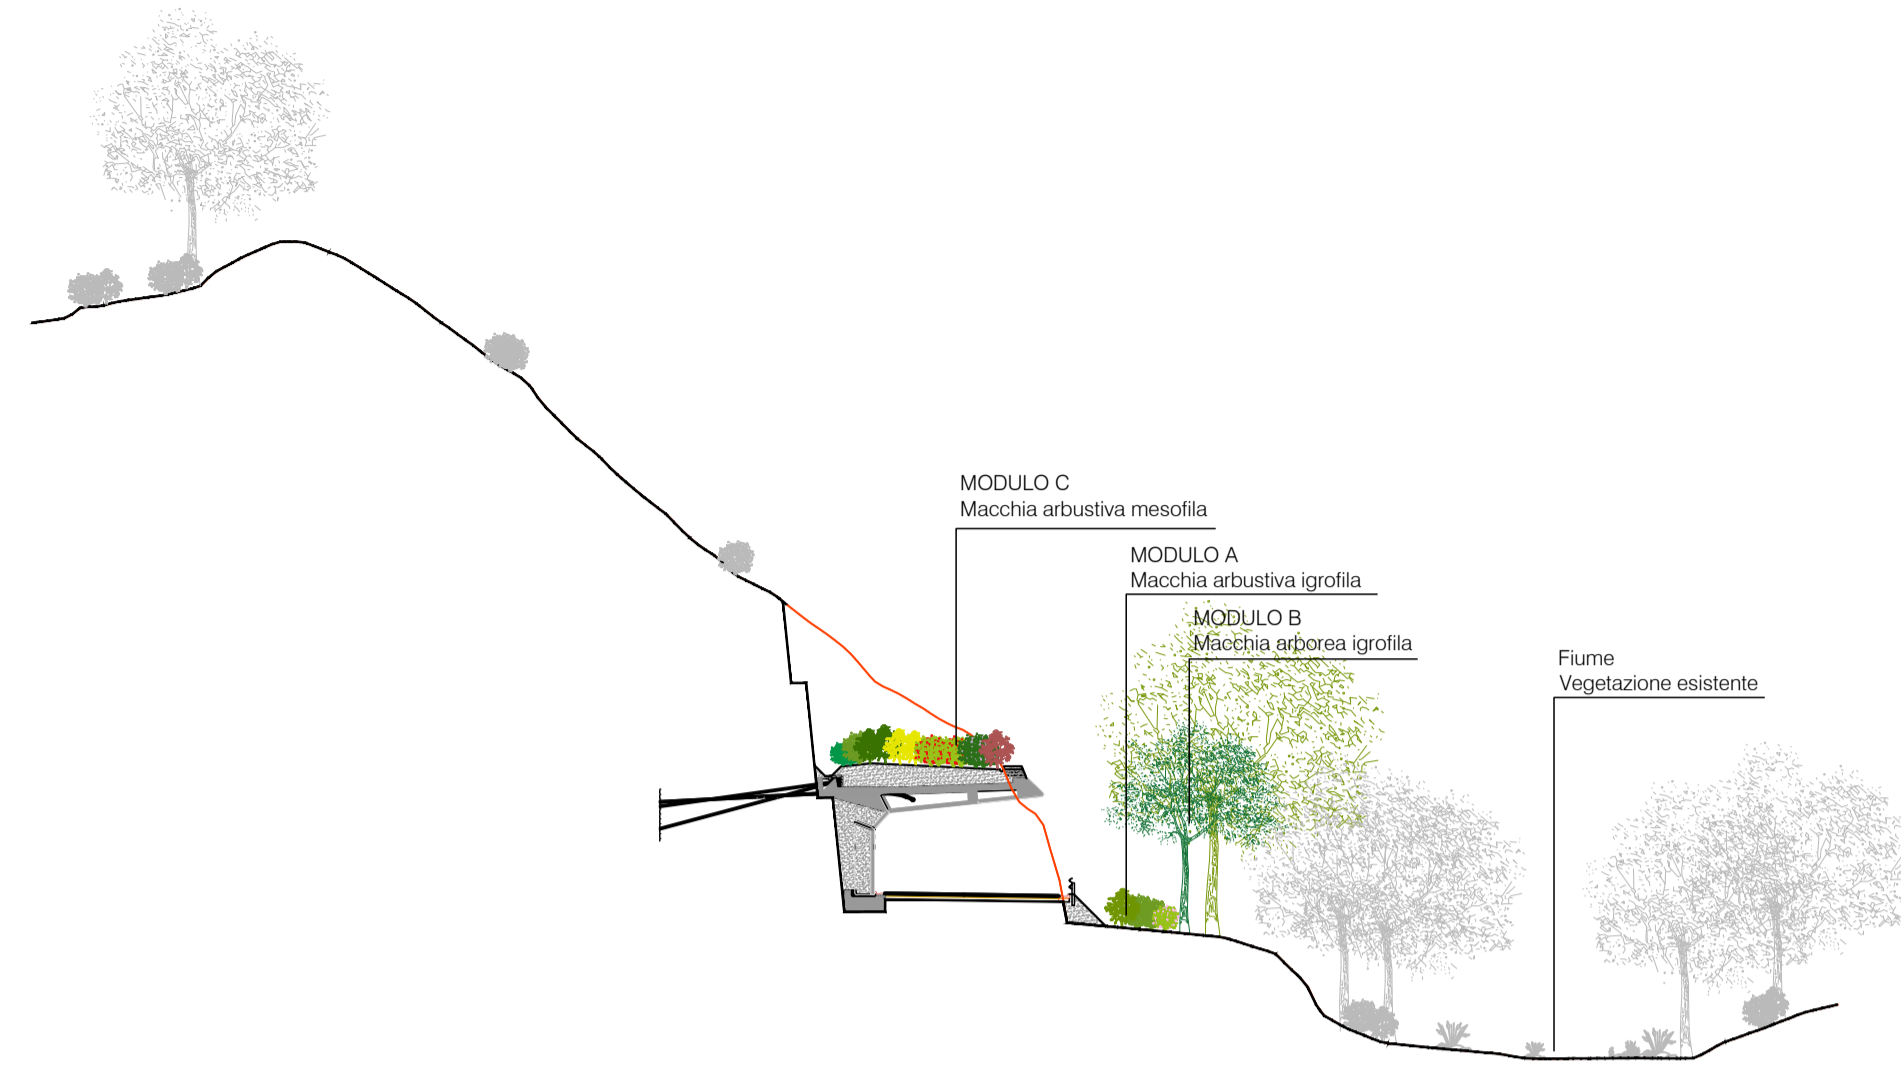 MODULO C
Macchia arbustiva mesofila
MODULO A
Macchia arbustiva igrofila
MODULO B
Macchia arborea igrofila
Fiume
Vegetazione esistente